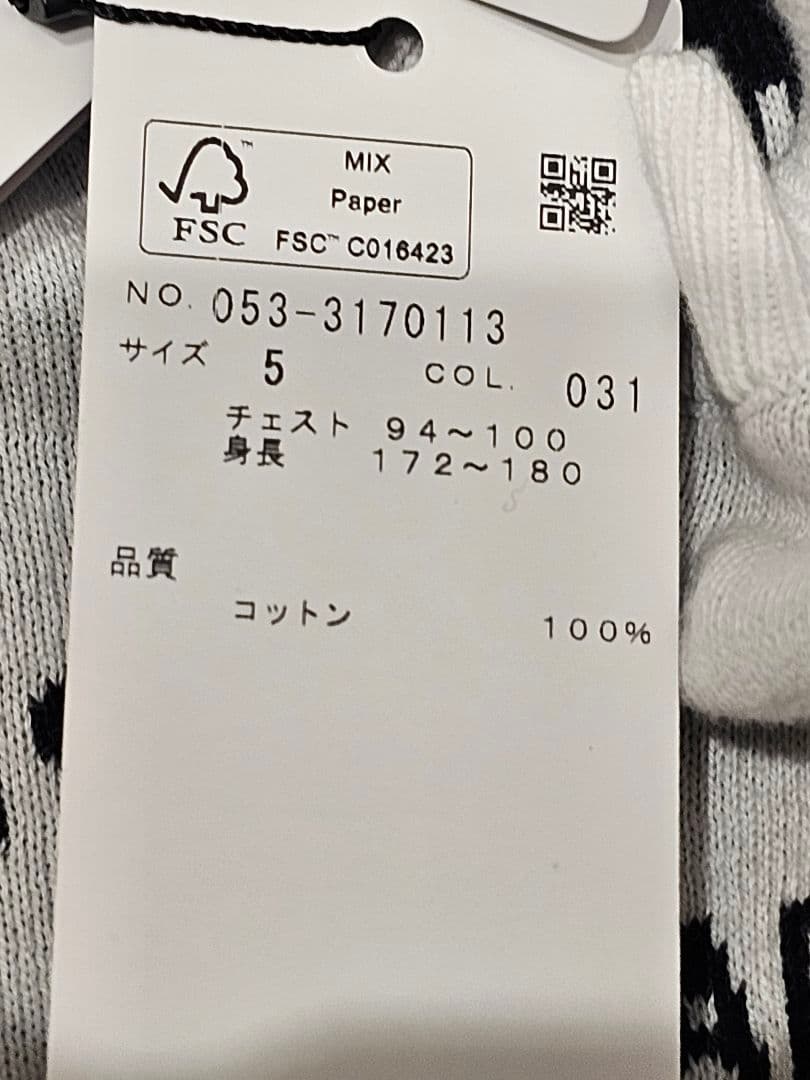 MIX
Paper
FSC™ FSC™ C016423
NO. 053-3170113
サイズ 5 COL. 031
チェスト 94～100
身長 172～180
品質
コットン 100%